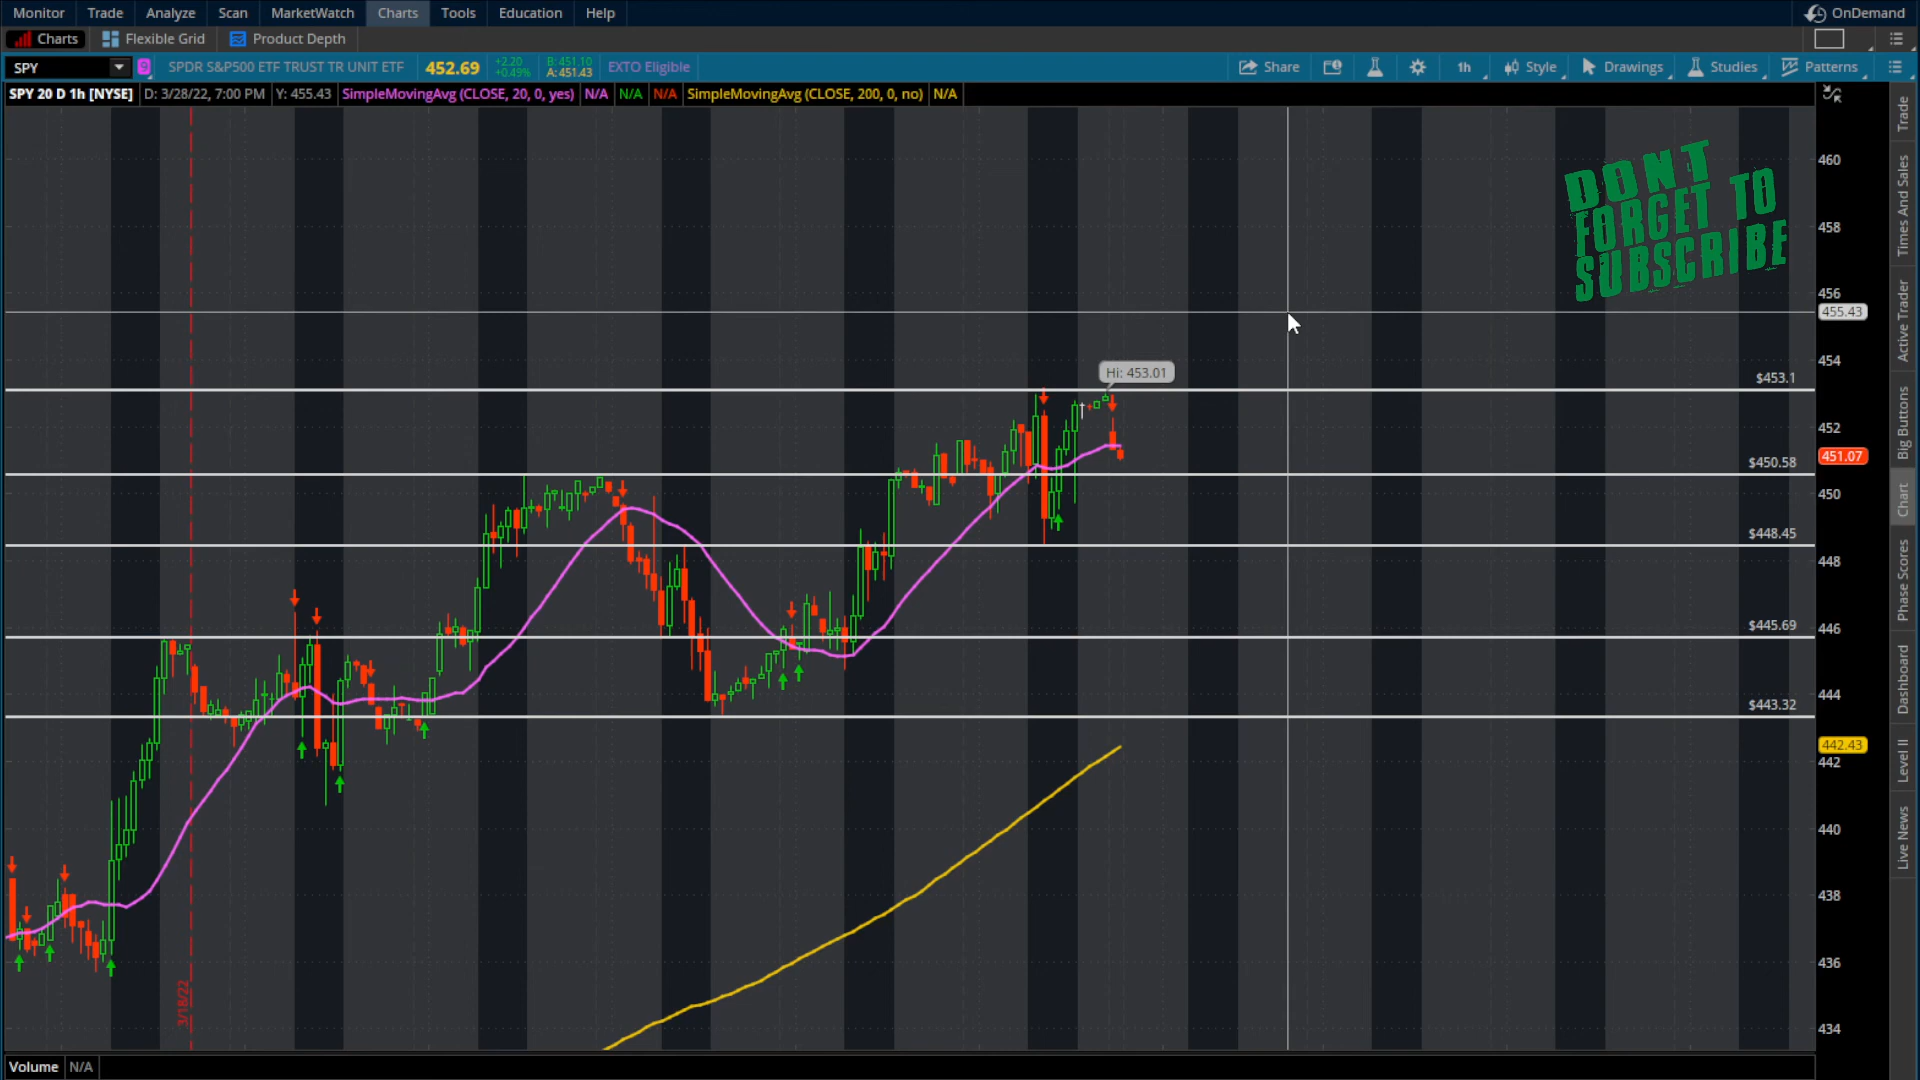 Monitor Trade Analyze Scan MarketWatch Charts Tools Education Help OnDemand
Charts Flexible Grid Product Depth
SPY 9 SPDR S&P500 ETF TRUST TR UNIT ETF 452.69 +2.20 +0.49% B: 451.10 A: 451.43 EXTO Eligible Share 1h Style Drawings Studies Patterns
SPY 20 D 1h [NYSE] D: 3/28/22, 7:00 PM Y: 455.43 SimpleMovingAvg (CLOSE, 20, 0, yes) N/A N/A N/A SimpleMovingAvg (CLOSE, 200, 0, no) N/A
DON'T
FORGET TO
SUBSCRIBE
460
458
456
455.43
454
Hi: 453.01
$453.1
452
451.07
$450.58
450
$448.45
448
$445.69
446
444
$443.32
442.43
442
440
438
436
434
3/18/22
Trade
Times And Sales
Active Trader
Big Buttons
Chart
Phase Scores
Dashboard
Level II
Live News
Volume N/A